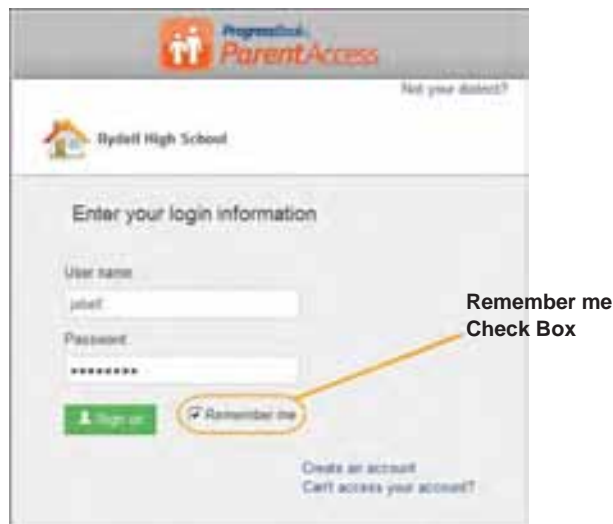 ProgressBook
ParentAccess
Not your district?
Rydell High School
Enter your login information
User name
Password
••••••••
Sign in
Remember me
Remember me
Check Box
Create an account
Can't access your account?